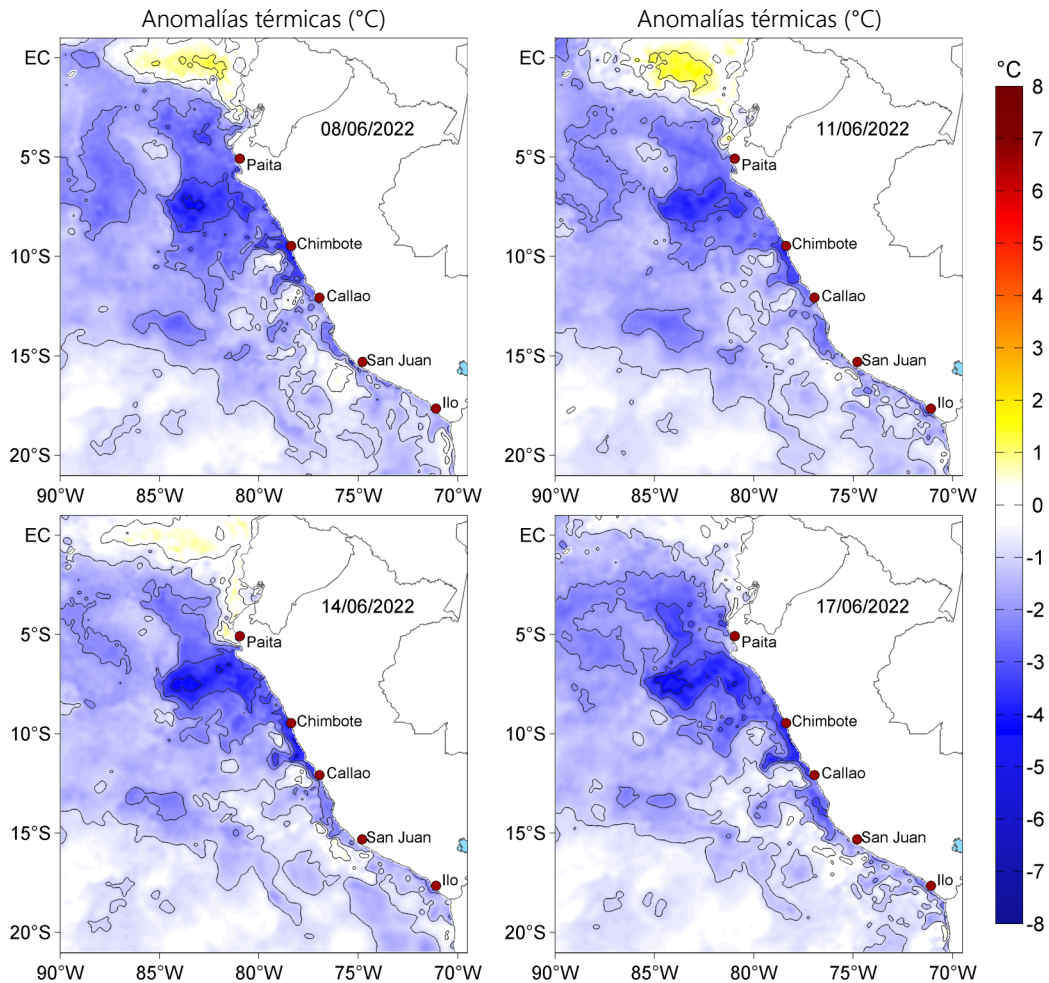 Anomalías térmicas (°C)
Anomalías térmicas (°C)
EC
5°S
10°S
15°S
20°S
90°W
85°W
80°W
75°W
70°W
08/06/2022
Paita
Chimbote
Callao
San Juan
Ilo
EC
5°S
10°S
15°S
20°S
90°W
85°W
80°W
75°W
70°W
11/06/2022
Paita
Chimbote
Callao
San Juan
Ilo
EC
5°S
10°S
15°S
20°S
90°W
85°W
80°W
75°W
70°W
14/06/2022
Paita
Chimbote
Callao
San Juan
Ilo
EC
5°S
10°S
15°S
20°S
90°W
85°W
80°W
75°W
70°W
17/06/2022
Paita
Chimbote
Callao
San Juan
Ilo
°C
8
7
6
5
4
3
2
1
0
-1
-2
-3
-4
-5
-6
-7
-8